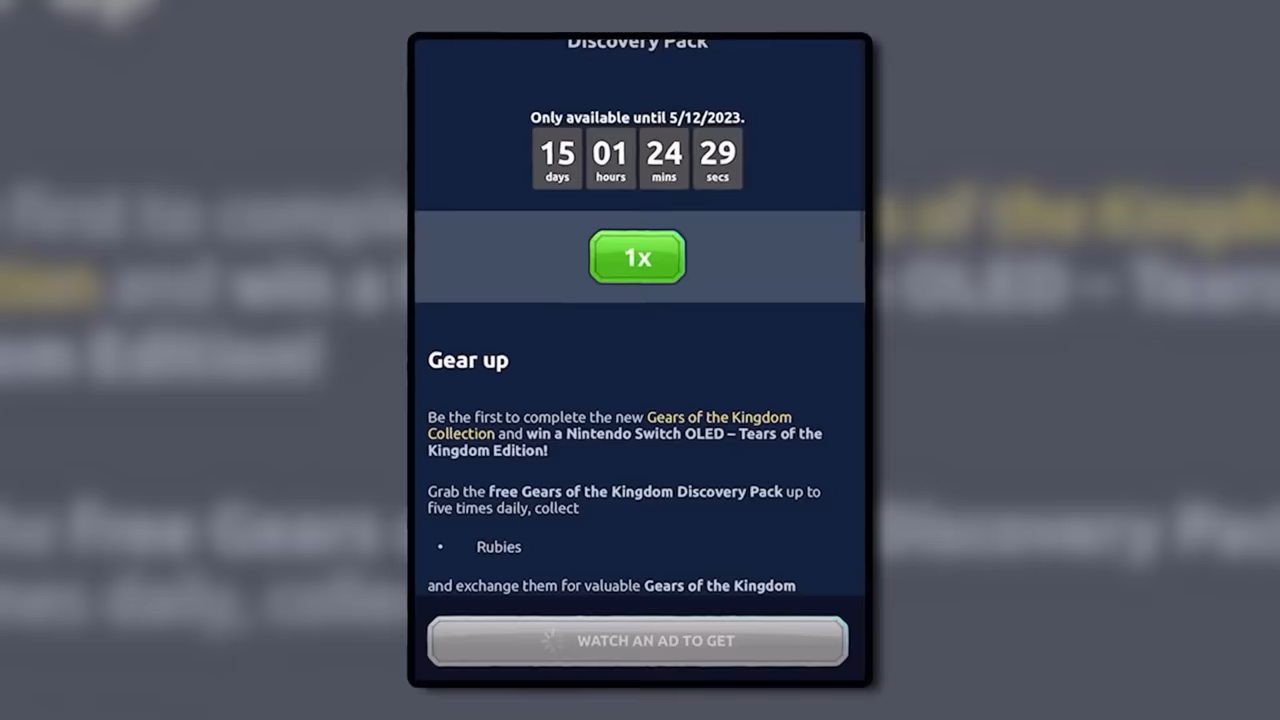 Discovery Pack
Only available until 5/12/2023.
15 01 24 29
days hours mins secs
1x
Gear up
Be the first to complete the new Gears of the Kingdom
Collection and win a Nintendo Switch OLED – Tears of the
Kingdom Edition!
Grab the free Gears of the Kingdom Discovery Pack up to
five times daily, collect
• Rubies
and exchange them for valuable Gears of the Kingdom
WATCH AN AD TO GET